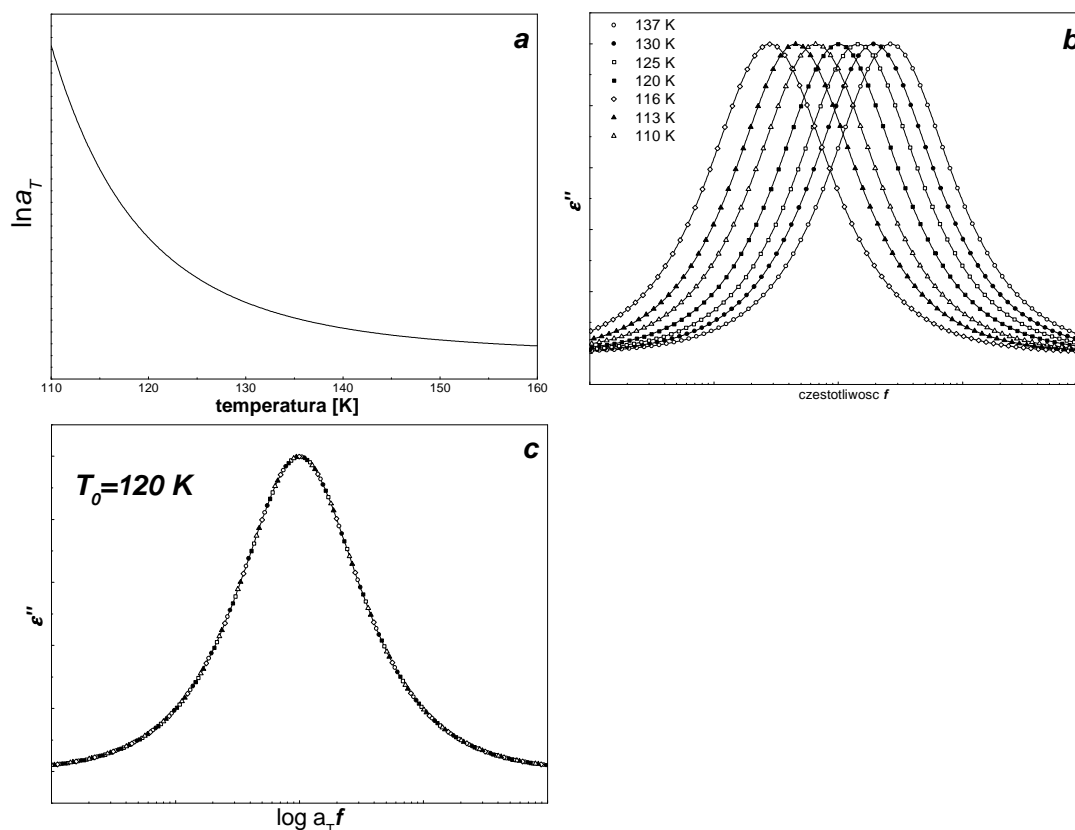 a
lna_T
110 120 130 140 150 160
temperatura [K]
b
137 K
130 K
125 K
120 K
116 K
113 K
110 K
ε''
czestotliwosc f
c
T_0=120 K
ε''
log a_T f